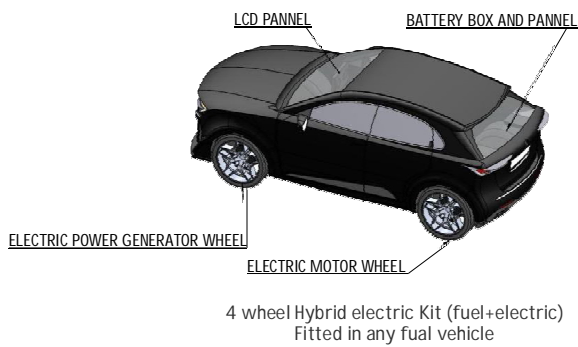 LCD PANNEL
BATTERY BOX AND PANNEL
ELECTRIC POWER GENERATOR WHEEL
ELECTRIC MOTOR WHEEL
4 wheel Hybrid electric Kit (fuel+electric)
Fitted in any fual vehicle